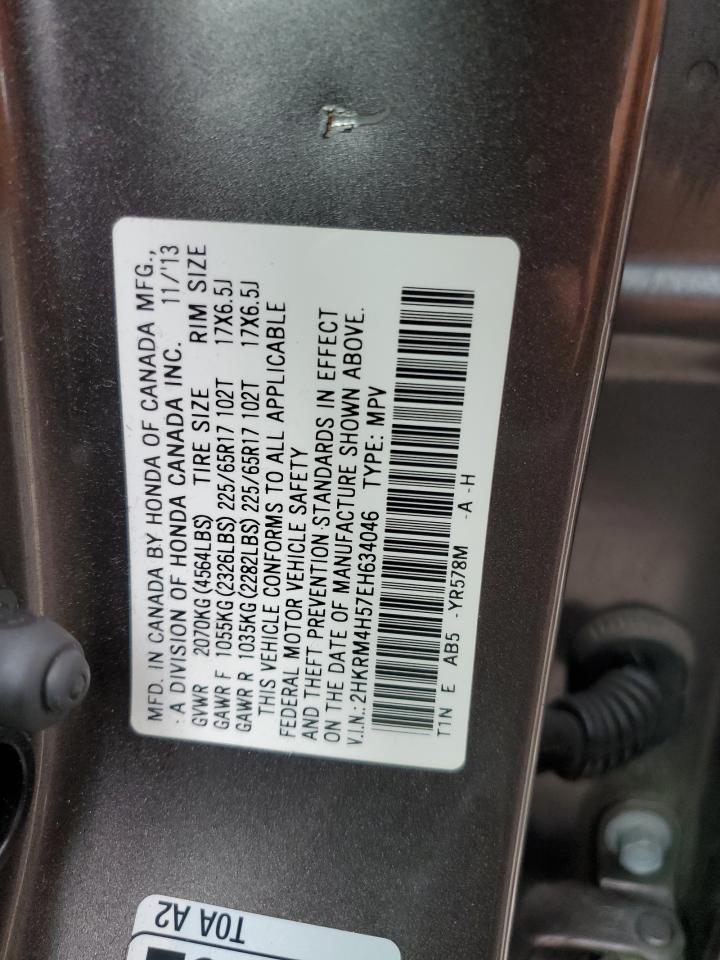 MFD. IN CANADA BY HONDA OF CANADA MFG.,
: A DIVISION OF HONDA CANADA INC. 11/'13
GVWR 2070KG(4564LBS) TIRE SIZE RIM SIZE
GAWR F 1055KG(2326LBS) 225/65R17 102T 17X6.5J
GAWR R 1035KG(2282LBS) 225/65R17 102T 17X6.5J
THIS VEHICLE CONFORMS TO ALL APPLICABLE
FEDERAL MOTOR VEHICLE SAFETY
AND THEFT PREVENTION STANDARDS IN EFFECT
ON THE DATE OF MANUFACTURE SHOWN ABOVE.
V.I.N.: 2HKRM4H57EH634046 TYPE: MPV
T1N E AB5 -YR578M -A -H
TOA A2